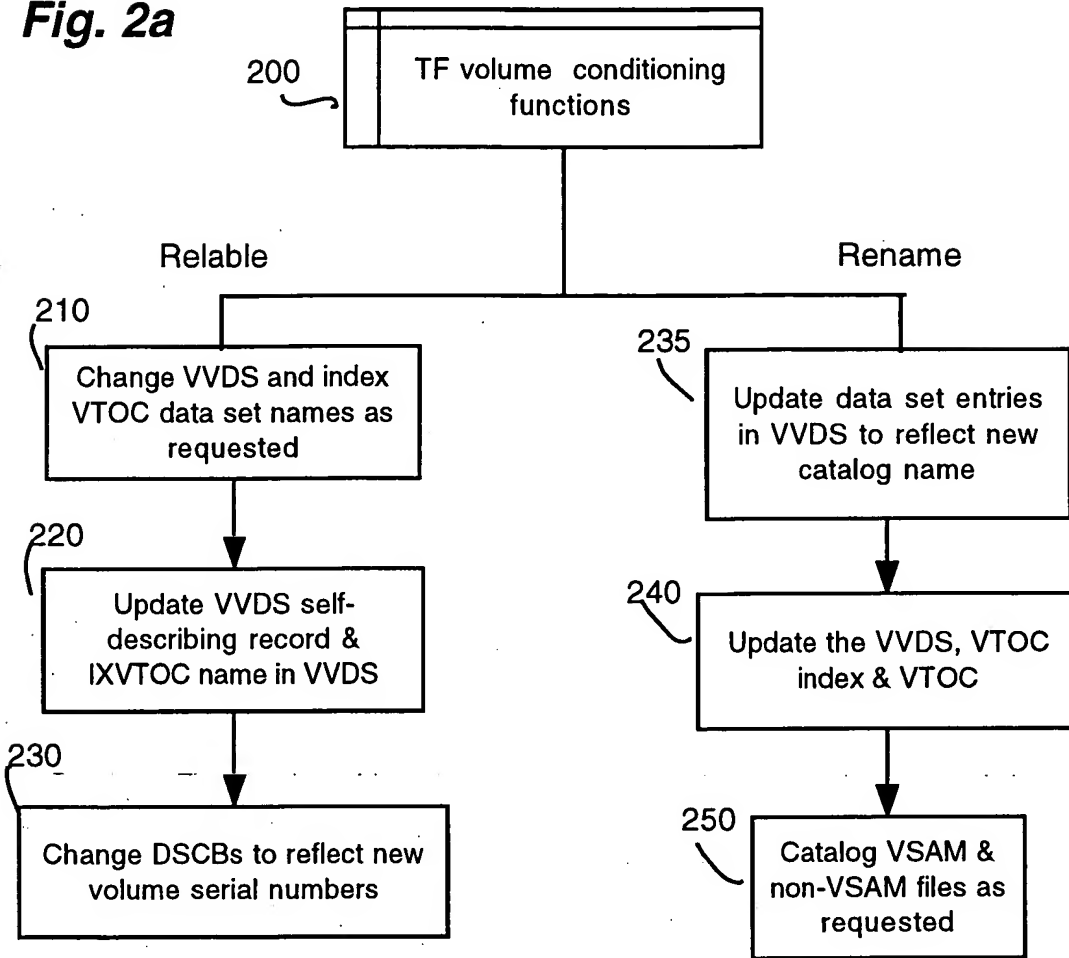 Fig. 2a
200
TF volume conditioning
functions
Relable
Rename
210
Change VVDS and index
VTOC data set names as
requested
220
Update VVDS self-
describing record &
IXVTOC name in VVDS
230
Change DSCBs to reflect new
volume serial numbers
235
Update data set entries
in VVDS to reflect new
catalog name
240
Update the VVDS, VTOC
index & VTOC
250
Catalog VSAM &
non-VSAM files as
requested